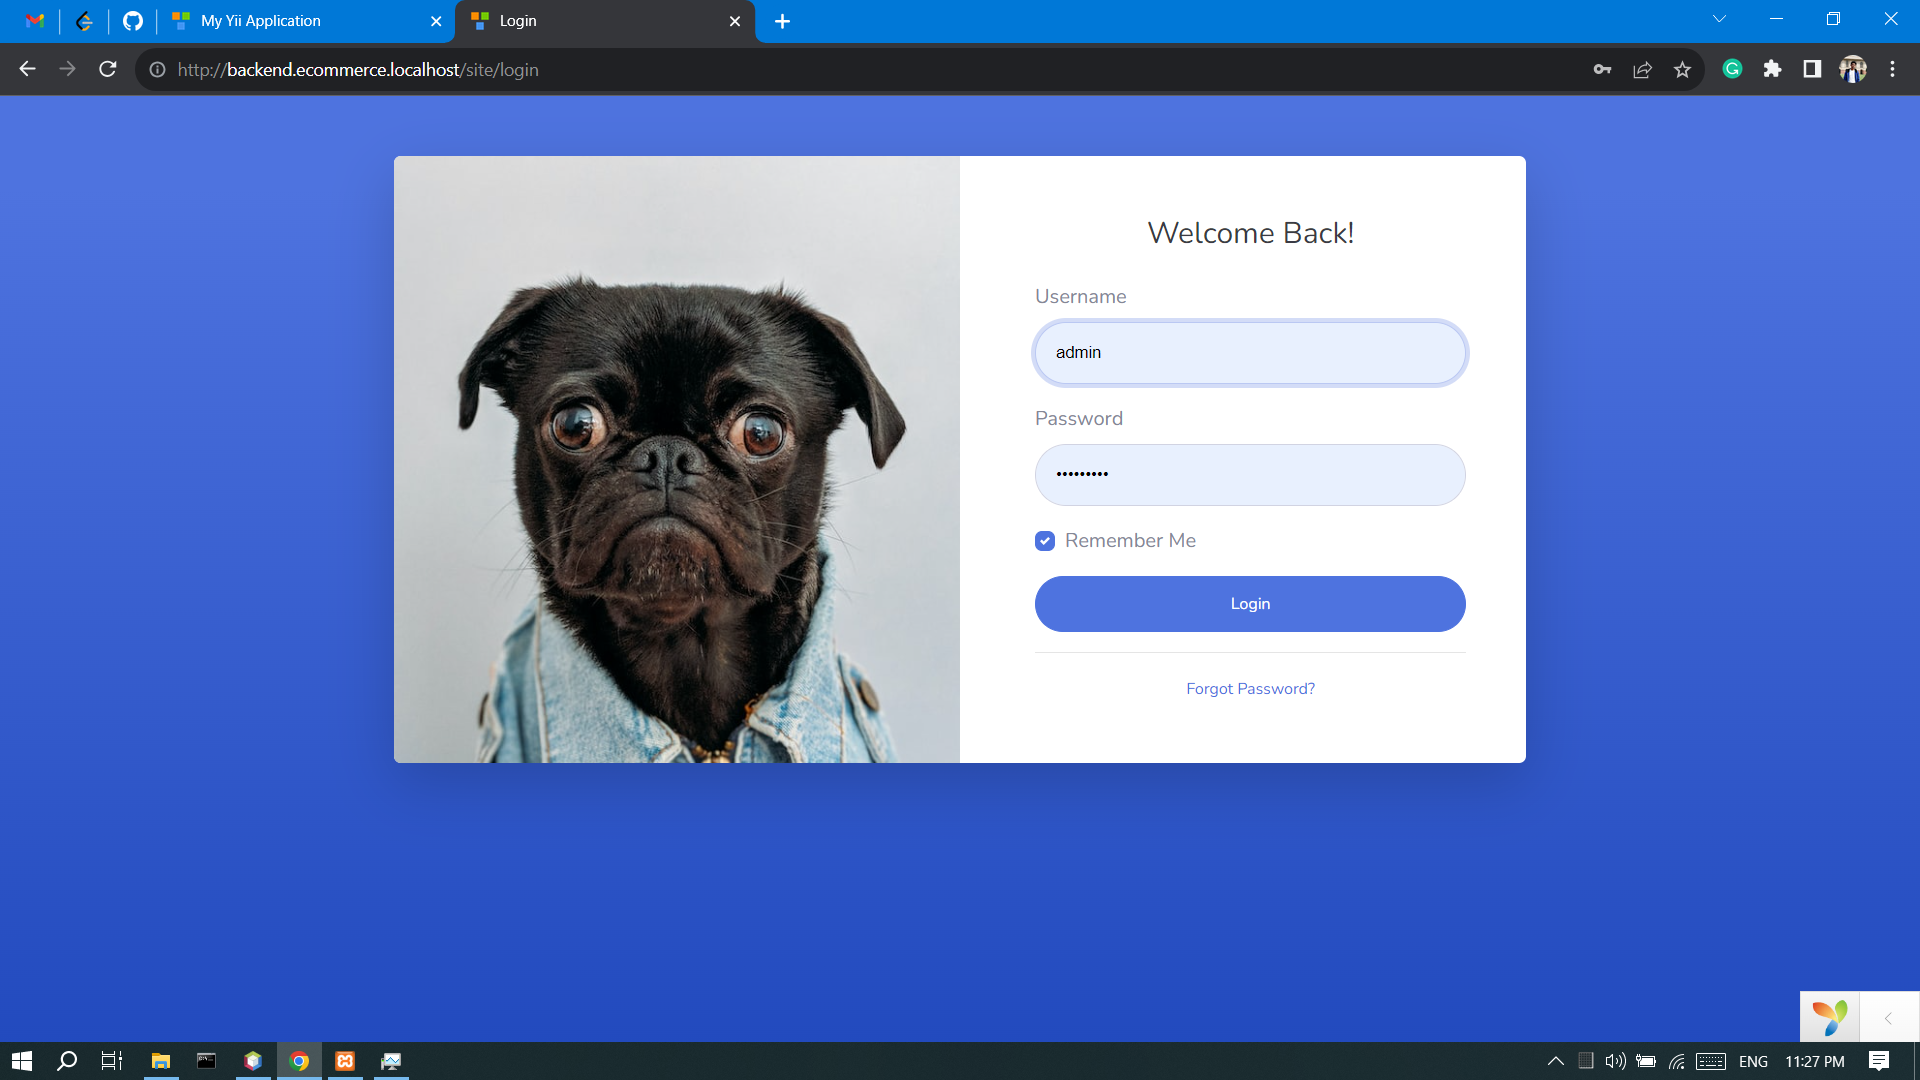 My Yii Application
Login
http://backend.ecommerce.localhost/site/login
Welcome Back!
Username
admin
Password
•••••••••
Remember Me
Login
Forgot Password?
ENG
11:27 PM